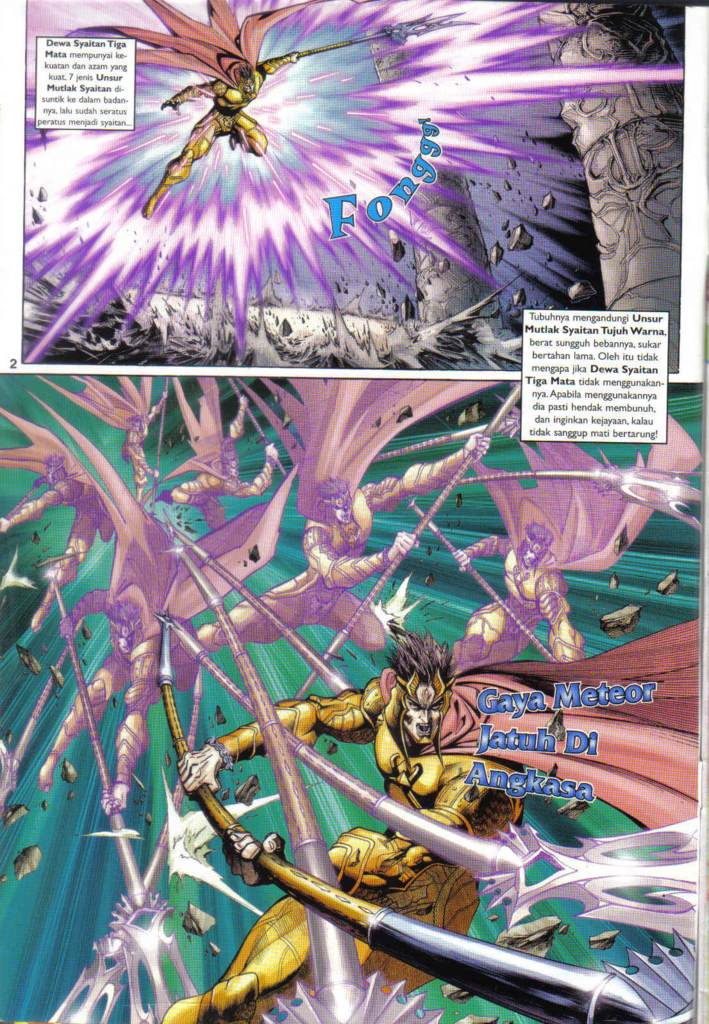 Dewa Syaitan Tiga
Mata mempunyai ke-
kuatan dan azam yang
kuat, 7 jenis Unsur
Mutlak Syaitan di-
suntik ke dalam badan-
nya, lalu sudah seratus
peratus menjadi syaitan...
Fonggg!
Tubuhnya mengandungi Unsur
Mutlak Syaitan Tujuh Warna,
berat sungguh bebannya, sukar
bertahan lama. Oleh itu tidak
mengapa jika Dewa Syaitan
Tiga Mata tidak menggunakan-
nya. Apabila menggunakannya
dia pasti hendak membunuh,
dan inginkan kejayaan, kalau
tidak sanggup mati bertarung!
2
Gaya Meteor
Jatuh Di
Angkasa